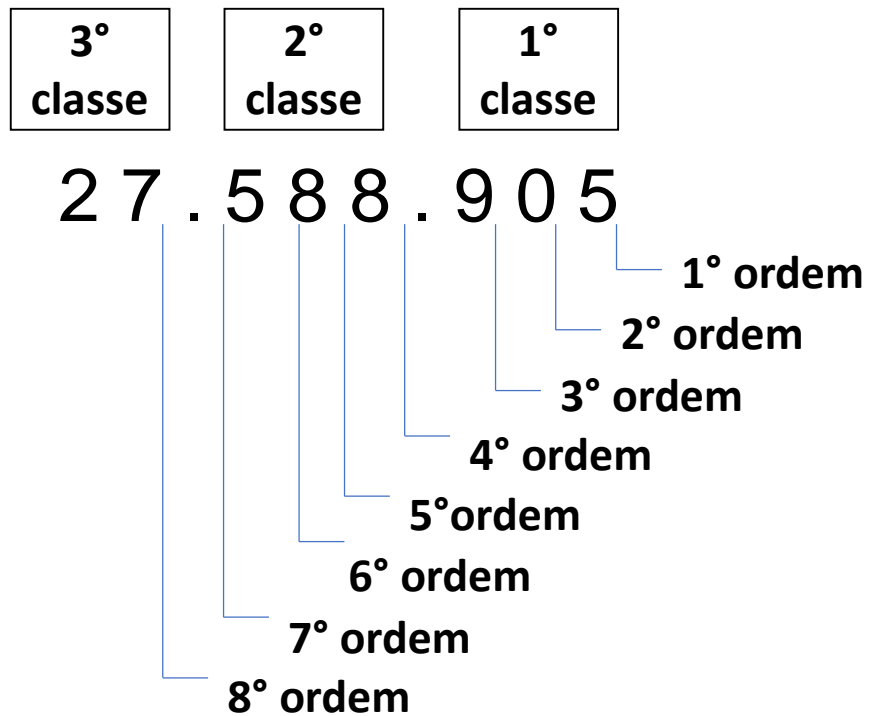 3° classe 2° classe 1° classe
27.588.905
1° ordem
2° ordem
3° ordem
4° ordem
5°ordem
6° ordem
7° ordem
8° ordem